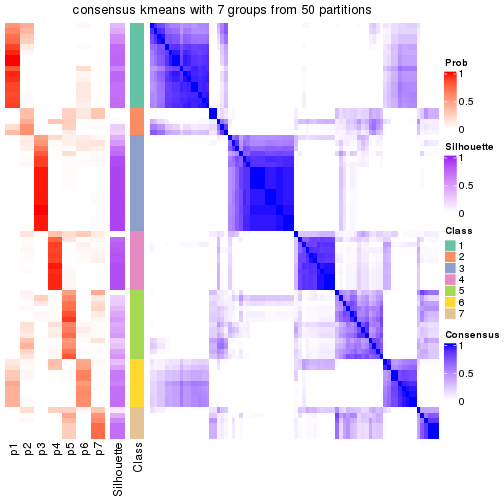 consensus kmeans with 7 groups from 50 partitions
Prob
1
0.5
0
Silhouette
1
0.5
0
Class
1
2
3
4
5
6
7
Consensus
1
0.5
0
p1
p2
p3
p4
p5
p6
p7
Silhouette
Class